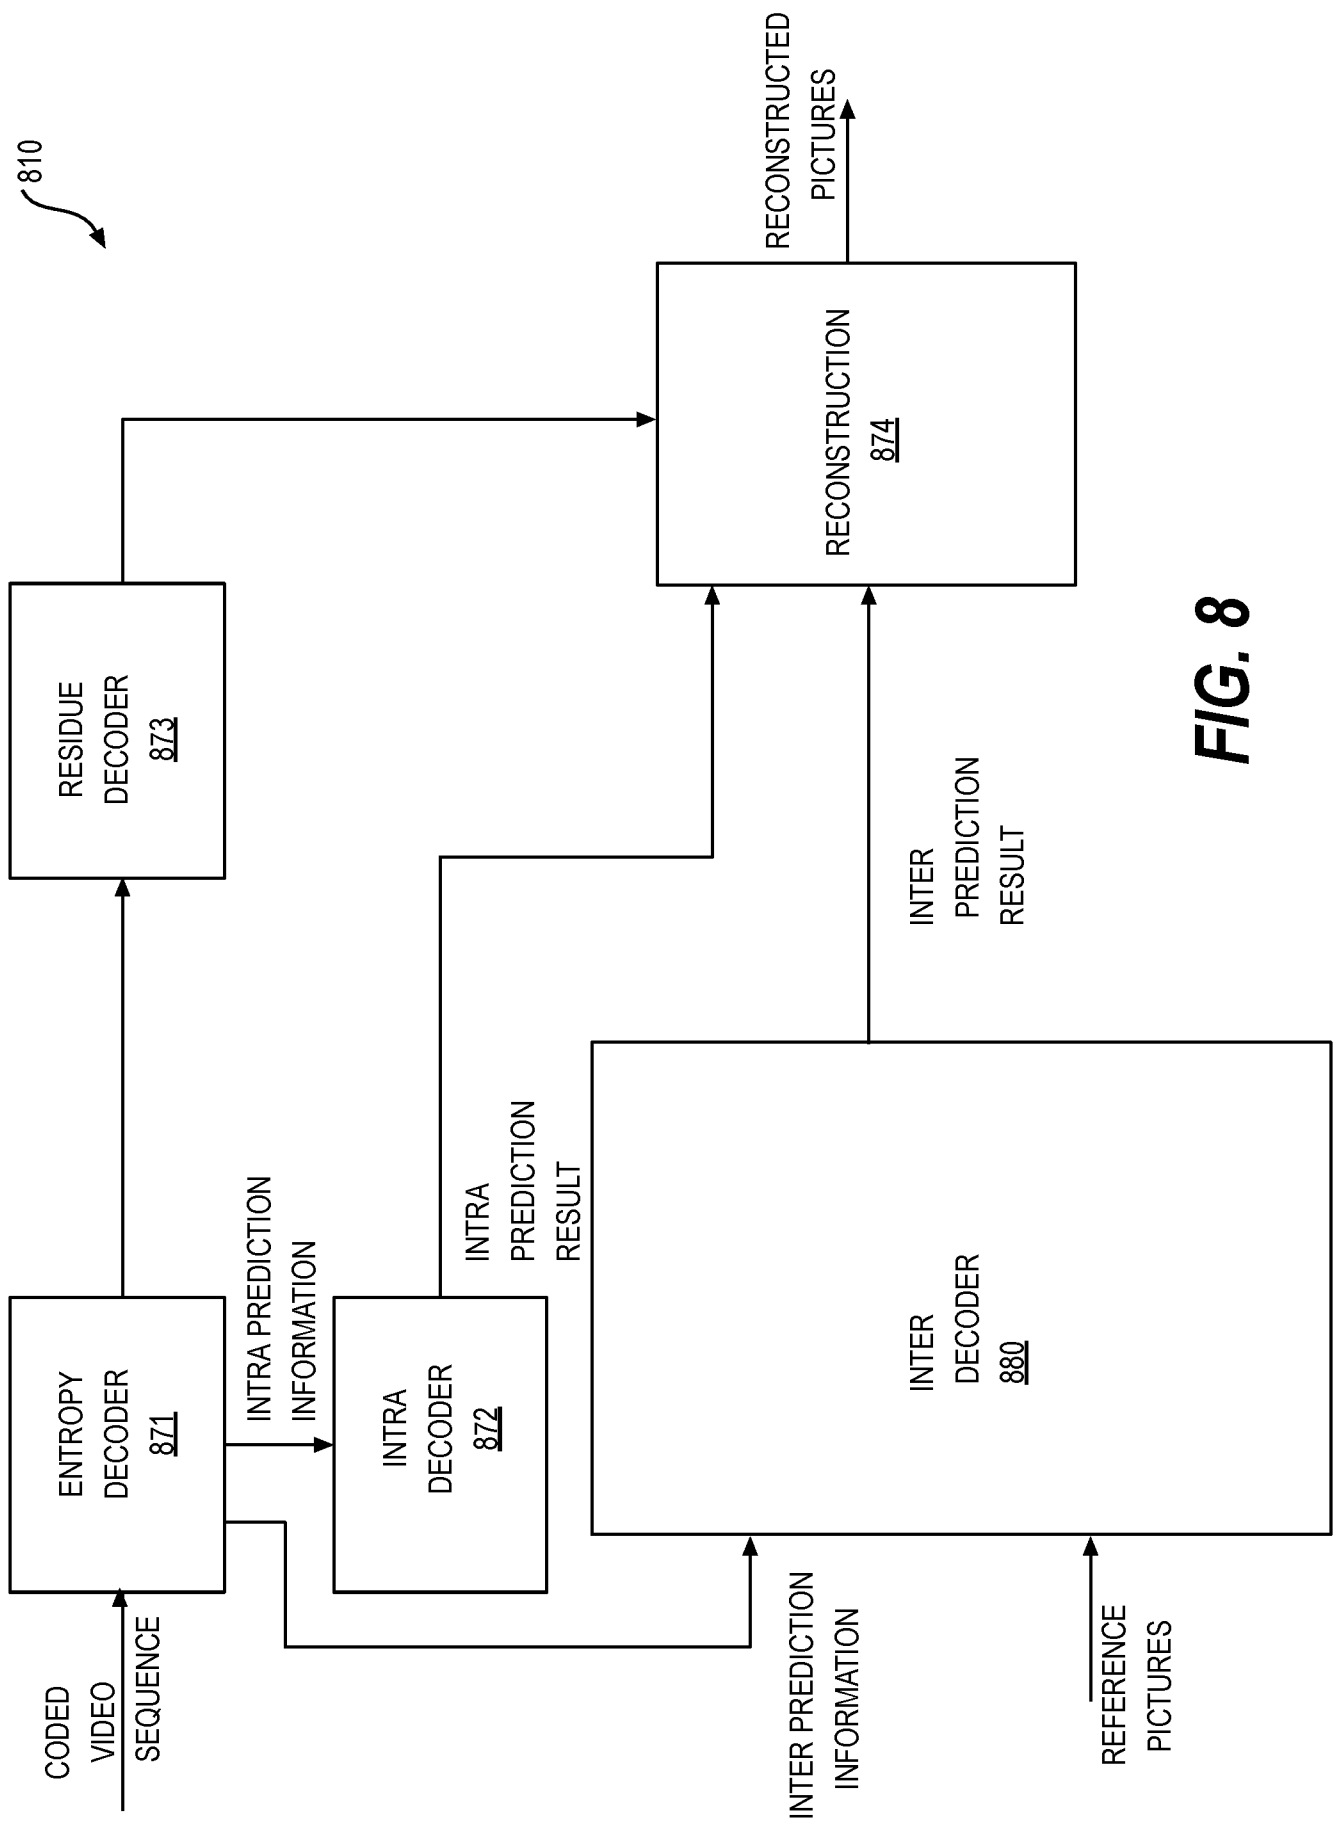 810
CODED
VIDEO
SEQUENCE
ENTROPY
DECODER
871
RESIDUE
DECODER
873
INTRA PREDICTION
INFORMATION
INTRA
DECODER
872
INTRA
PREDICTION
RESULT
INTER PREDICTION
INFORMATION
REFERENCE
PICTURES
INTER
DECODER
880
INTER
PREDICTION
RESULT
RECONSTRUCTION
874
RECONSTRUCTED
PICTURES
FIG. 8